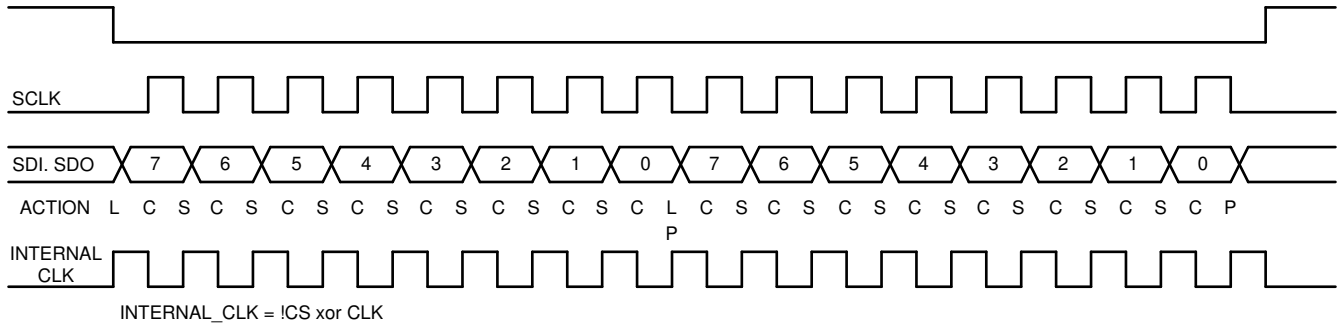 SCLK
SDI. SDO 7 6 5 4 3 2 1 0 7 6 5 4 3 2 1 0
ACTION L C S C S C S C S C S C S C S C L C S C S C S C S C S C S C S C P
P
INTERNAL
CLK
INTERNAL_CLK = !CS xor CLK